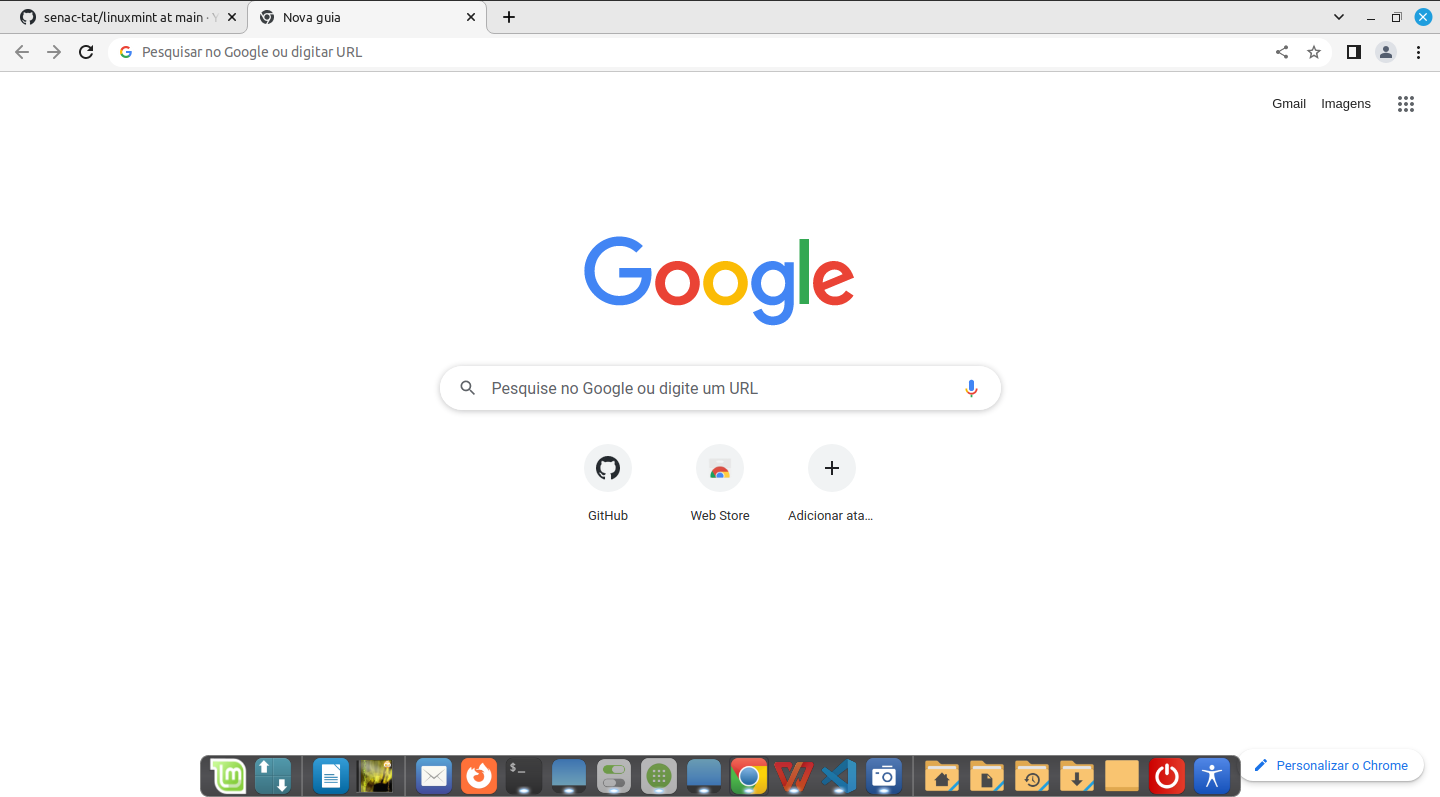 senac-tat/linuxmint at main · Y
Nova guia
Pesquisar no Google ou digitar URL
Gmail Imagens
Google
Pesquise no Google ou digite um URL
GitHub Web Store Adicionar ata...
$_
Personalizar o Chrome